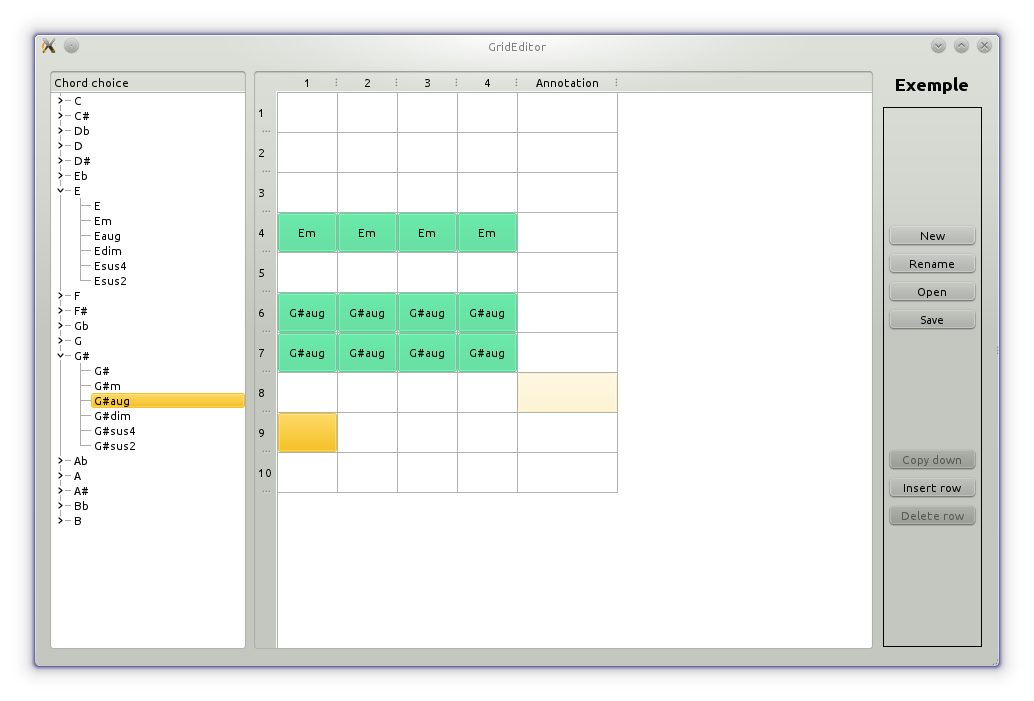 GridEditor
Chord choice
C
C#
Db
D
D#
Eb
E
E
Em
Eaug
Edim
Esus4
Esus2
F
F#
Gb
G
G#
G#
G#m
G#aug
G#dim
G#sus4
G#sus2
Ab
A
A#
Bb
B
1 2 3 4 Annotation
1
2
3
4 Em Em Em Em
5
6 G#aug G#aug G#aug G#aug
7 G#aug G#aug G#aug G#aug
8
9
10
Exemple
New
Rename
Open
Save
Copy down
Insert row
Delete row